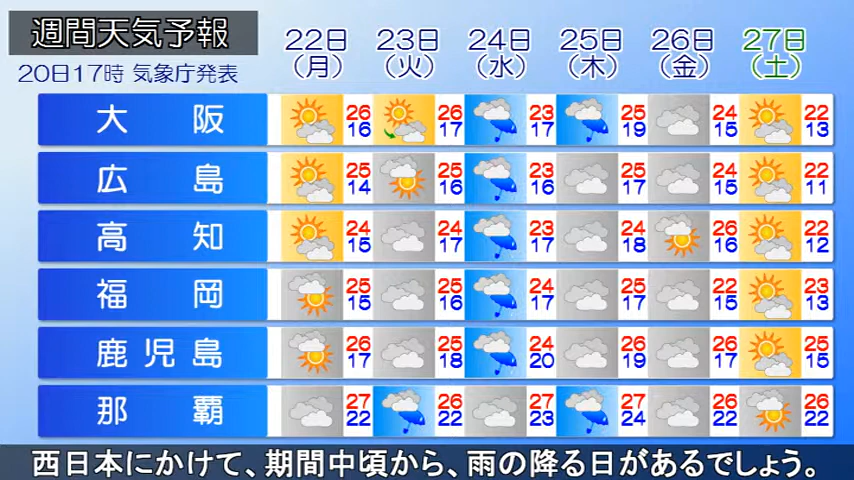 週間天気予報
20日17時 気象庁発表
22日 23日 24日 25日 26日 27日
(月) (火) (水) (木) (金) (土)
大阪 26 16 26 17 23 17 25 19 24 15 22 13
広島 25 14 25 16 23 16 25 17 24 15 22 11
高知 24 15 24 17 23 17 24 18 26 16 22 12
福岡 25 15 25 16 24 17 25 17 22 15 23 13
鹿児島 26 17 25 18 24 20 26 19 26 17 25 15
那覇 27 22 26 22 27 23 27 24 26 22 26 22
西日本にかけて、期間中頃から、雨の降る日があるでしょう。